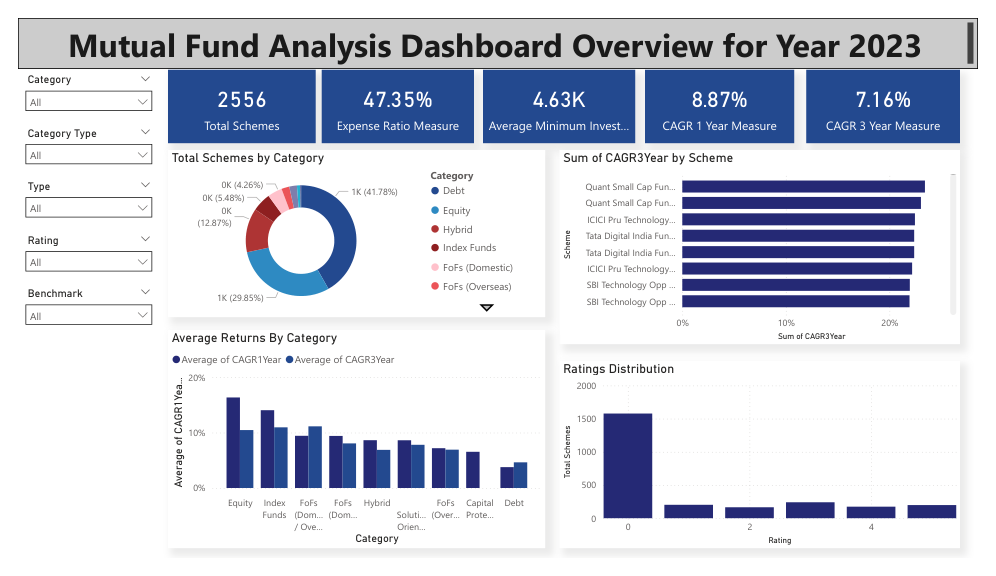 Mutual Fund Analysis Dashboard Overview for Year 2023
Category
All
Category Type
All
Type
All
Rating
All
Benchmark
All
2556
Total Schemes
47.35%
Expense Ratio Measure
4.63K
Average Minimum Invest...
8.87%
CAGR 1 Year Measure
7.16%
CAGR 3 Year Measure
Total Schemes by Category
0K (4.26%)
0K (5.48%)
0K
(12.87%)
1K (29.85%)
1K (41.78%)
Category
Debt
Equity
Hybrid
Index Funds
FoFs (Domestic)
FoFs (Overseas)
Sum of CAGR3Year by Scheme
Scheme
Quant Small Cap Fun...
Quant Small Cap Fun...
ICICI Pru Technology...
Tata Digital India Fun...
Tata Digital India Fun...
ICICI Pru Technology...
SBI Technology Opp ...
SBI Technology Opp ...
0%
10%
20%
Sum of CAGR3Year
Average Returns By Category
Average of CAGR1Year
Average of CAGR3Year
Average of CAGR1Yea...
20%
10%
0%
Equity
Index
Funds
FoFs
(Dom...
/ Ove...
FoFs
(Dom...
Hybrid
Soluti...
Orien...
FoFs
(Over...
Capital
Prote...
Debt
Category
Ratings Distribution
Total Schemes
2000
1500
1000
500
0
0
2
4
Rating